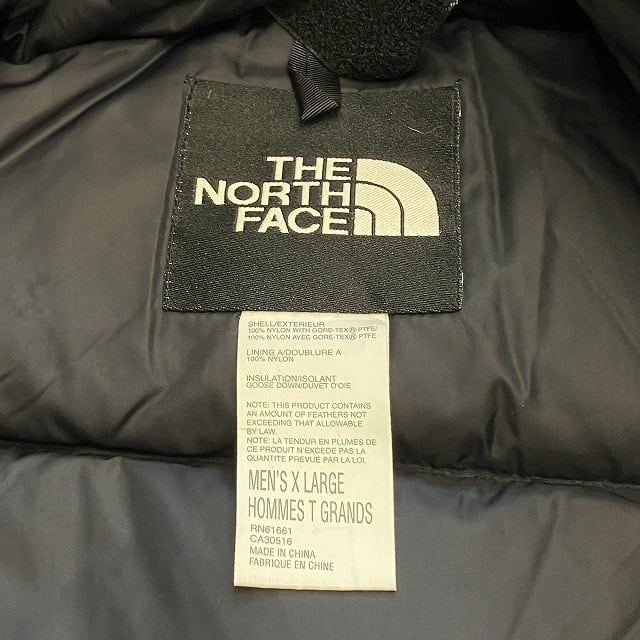 THE
NORTH
FACE
SHELL/EXTERIEUR
100% NYLON WITH GORE-TEX® PTFE/
100% NYLON AVEC GORE-TEX® PTFE
LINING A/DOUBLURE A
100% NYLON
INSULATION/ISOLANT
GOOSE DOWN/DUVET D'OIE
NOTE: THIS PRODUCT CONTAINS
AN AMOUNT OF FEATHERS NOT
EXCEEDING THAT ALLOWABLE
BY LAW.
NOTE: LA TENDUR EN PLUMES DE
CE PRODUIT N'EXCEDE PAS LA
QUANTITE PREVUE PAR LA LOI.
MEN'S X LARGE
HOMMES T GRANDS
RN61661
CA30516
MADE IN CHINA
FABRIQUE EN CHINE